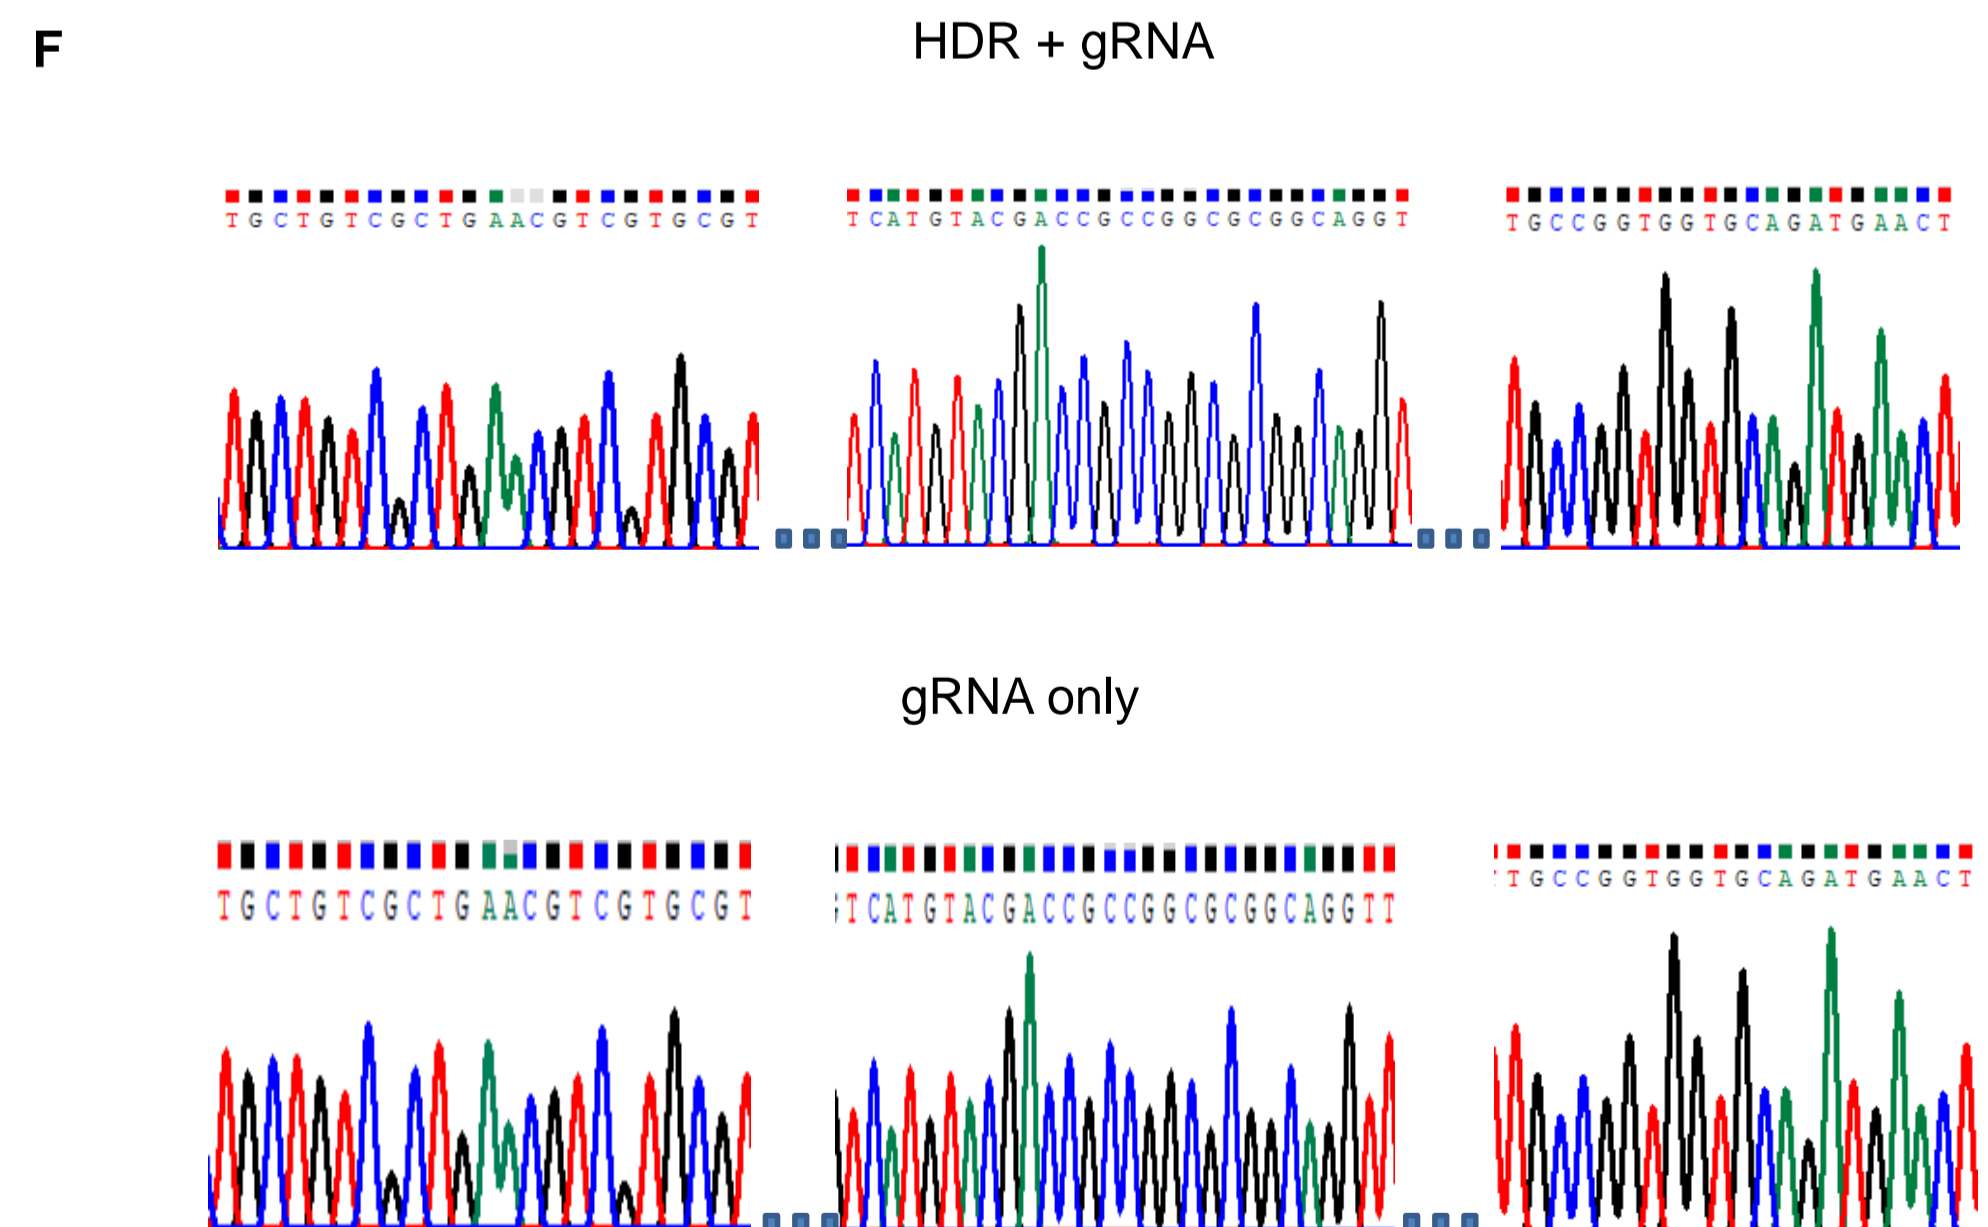 F
HDR + gRNA
TGCTGTCGCTGAACGTCGTGCGT
TCATGTACGACCGCCGGCGCGGCAGGT
TGCCGGTGGTGCAGATGAACT
gRNA only
TGCTGTCGCTGAACGTCGTGCGT
TCATGTACGACCGCCGGCGCGGCAGGTT
TGCCGGTGGTGCAGATGAACT